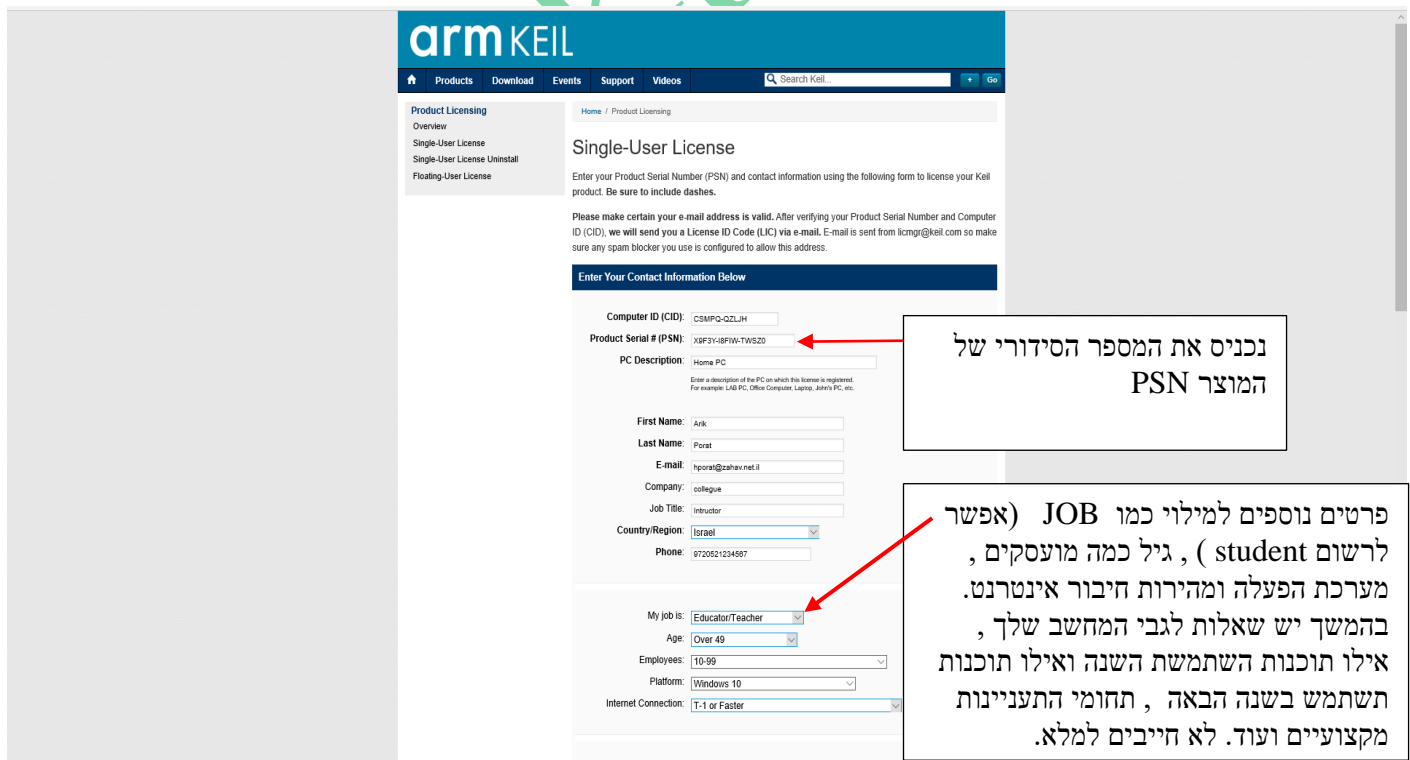 arm KEIL
Products Download Events Support Videos Search Keil... + Go
Product Licensing
Overview
Single-User License
Single-User License Uninstall
Floating-User License
Home / Product Licensing
Single-User License
Enter your Product Serial Number (PSN) and contact information using the following form to license your Keil
product. Be sure to include dashes.
Please make certain your e-mail address is valid. After verifying your Product Serial Number and Computer
ID (CID), we will send you a License ID Code (LIC) via e-mail. E-mail is sent from licmgr@keil.com so make
sure any spam blocker you use is configured to allow this address.
Enter Your Contact Information Below
Computer ID (CID): CSMPQ-QZLJH
Product Serial # (PSN): X9F3Y-I8FIW-TWSZ0
PC Description: Home PC
Enter a description of the PC on which this license is registered.
For example: LAB PC, Office Computer, Laptop, John's PC, etc.
First Name: Arik
Last Name: Porat
E-mail: hporat@zahav.net.il
Company: collegue
Job Title: Intructor
Country/Region: Israel
Phone: 9720521234567
My job is: Educator/Teacher
Age: Over 49
Employees: 10-99
Platform: Windows 10
Internet Connection: T-1 or Faster
נכניס את המספר הסידורי של
המוצר PSN
פרטים נוספים למילוי כמו JOB (אפשר
לרשום student ) , גיל כמה מועסקים ,
מערכת הפעלה ומהירות חיבור אינטרנט.
בהמשך יש שאלות לגבי המחשב שלך ,
אילו תוכנות השתמשת השנה ואילו תוכנות
תשתמש בשנה הבאה , תחומי התעניינות
מקצועיים ועוד. לא חייבים למלא.